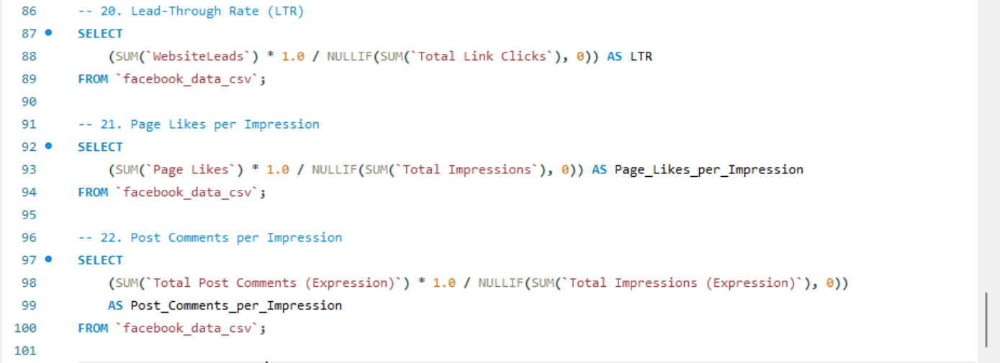 86 -- 20. Lead-Through Rate (LTR)
87 SELECT
88 (SUM(`WebsiteLeads`) * 1.0 / NULLIF(SUM(`Total Link Clicks`), 0)) AS LTR
89 FROM `facebook_data_csv`;
90
91 -- 21. Page Likes per Impression
92 SELECT
93 (SUM(`Page Likes`) * 1.0 / NULLIF(SUM(`Total Impressions`), 0)) AS Page_Likes_per_Impression
94 FROM `facebook_data_csv`;
95
96 -- 22. Post Comments per Impression
97 SELECT
98 (SUM(`Total Post Comments (Expression)`) * 1.0 / NULLIF(SUM(`Total Impressions (Expression)`), 0))
99 AS Post_Comments_per_Impression
100 FROM `facebook_data_csv`;
101